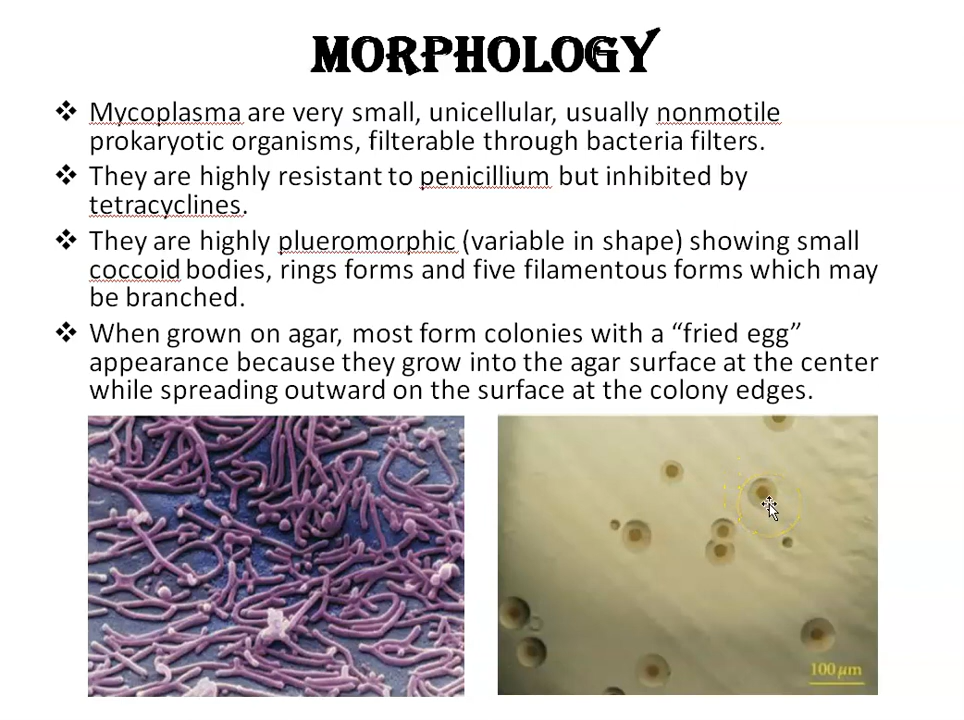 MORPHOLOGY
❖ Mycoplasma are very small, unicellular, usually nonmotile
prokaryotic organisms, filterable through bacteria filters.
❖ They are highly resistant to penicillium but inhibited by
tetracyclines.
❖ They are highly plueromorphic (variable in shape) showing small
coccoid bodies, rings forms and five filamentous forms which may
be branched.
❖ When grown on agar, most form colonies with a “fried egg”
appearance because they grow into the agar surface at the center
while spreading outward on the surface at the colony edges.
100 μm